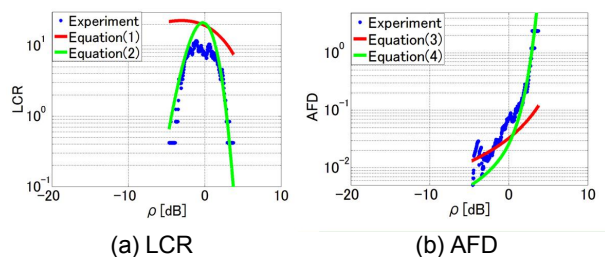 Experiment
Equation(1)
Equation(2)
LCR
10^1
10^0
10^-1
−20
−10
0
10
ρ [dB]
(a) LCR
Experiment
Equation(3)
Equation(4)
AFD
10^0
10^-1
10^-2
−20
−10
0
10
ρ [dB]
(b) AFD